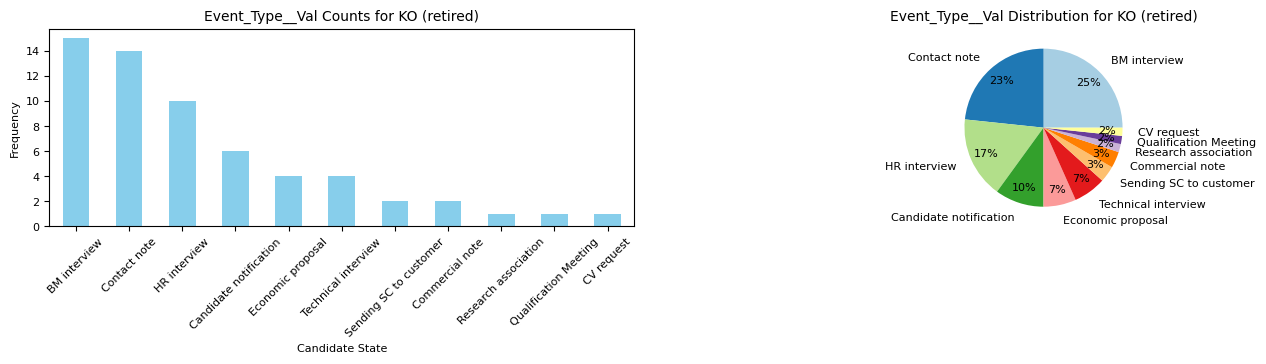 Event_Type__Val Counts for KO (retired)
Frequency
14
12
10
8
6
4
2
0
BM interview
Contact note
HR interview
Candidate notification
Economic proposal
Technical interview
Sending SC to customer
Commercial note
Research association
Qualification Meeting
CV request
Candidate State
Event_Type__Val Distribution for KO (retired)
BM interview
25%
Contact note
23%
HR interview
17%
Candidate notification
10%
Economic proposal
7%
Technical interview
7%
Sending SC to customer
3%
Commercial note
3%
Research association
2%
Qualification Meeting
2%
CV request
2%